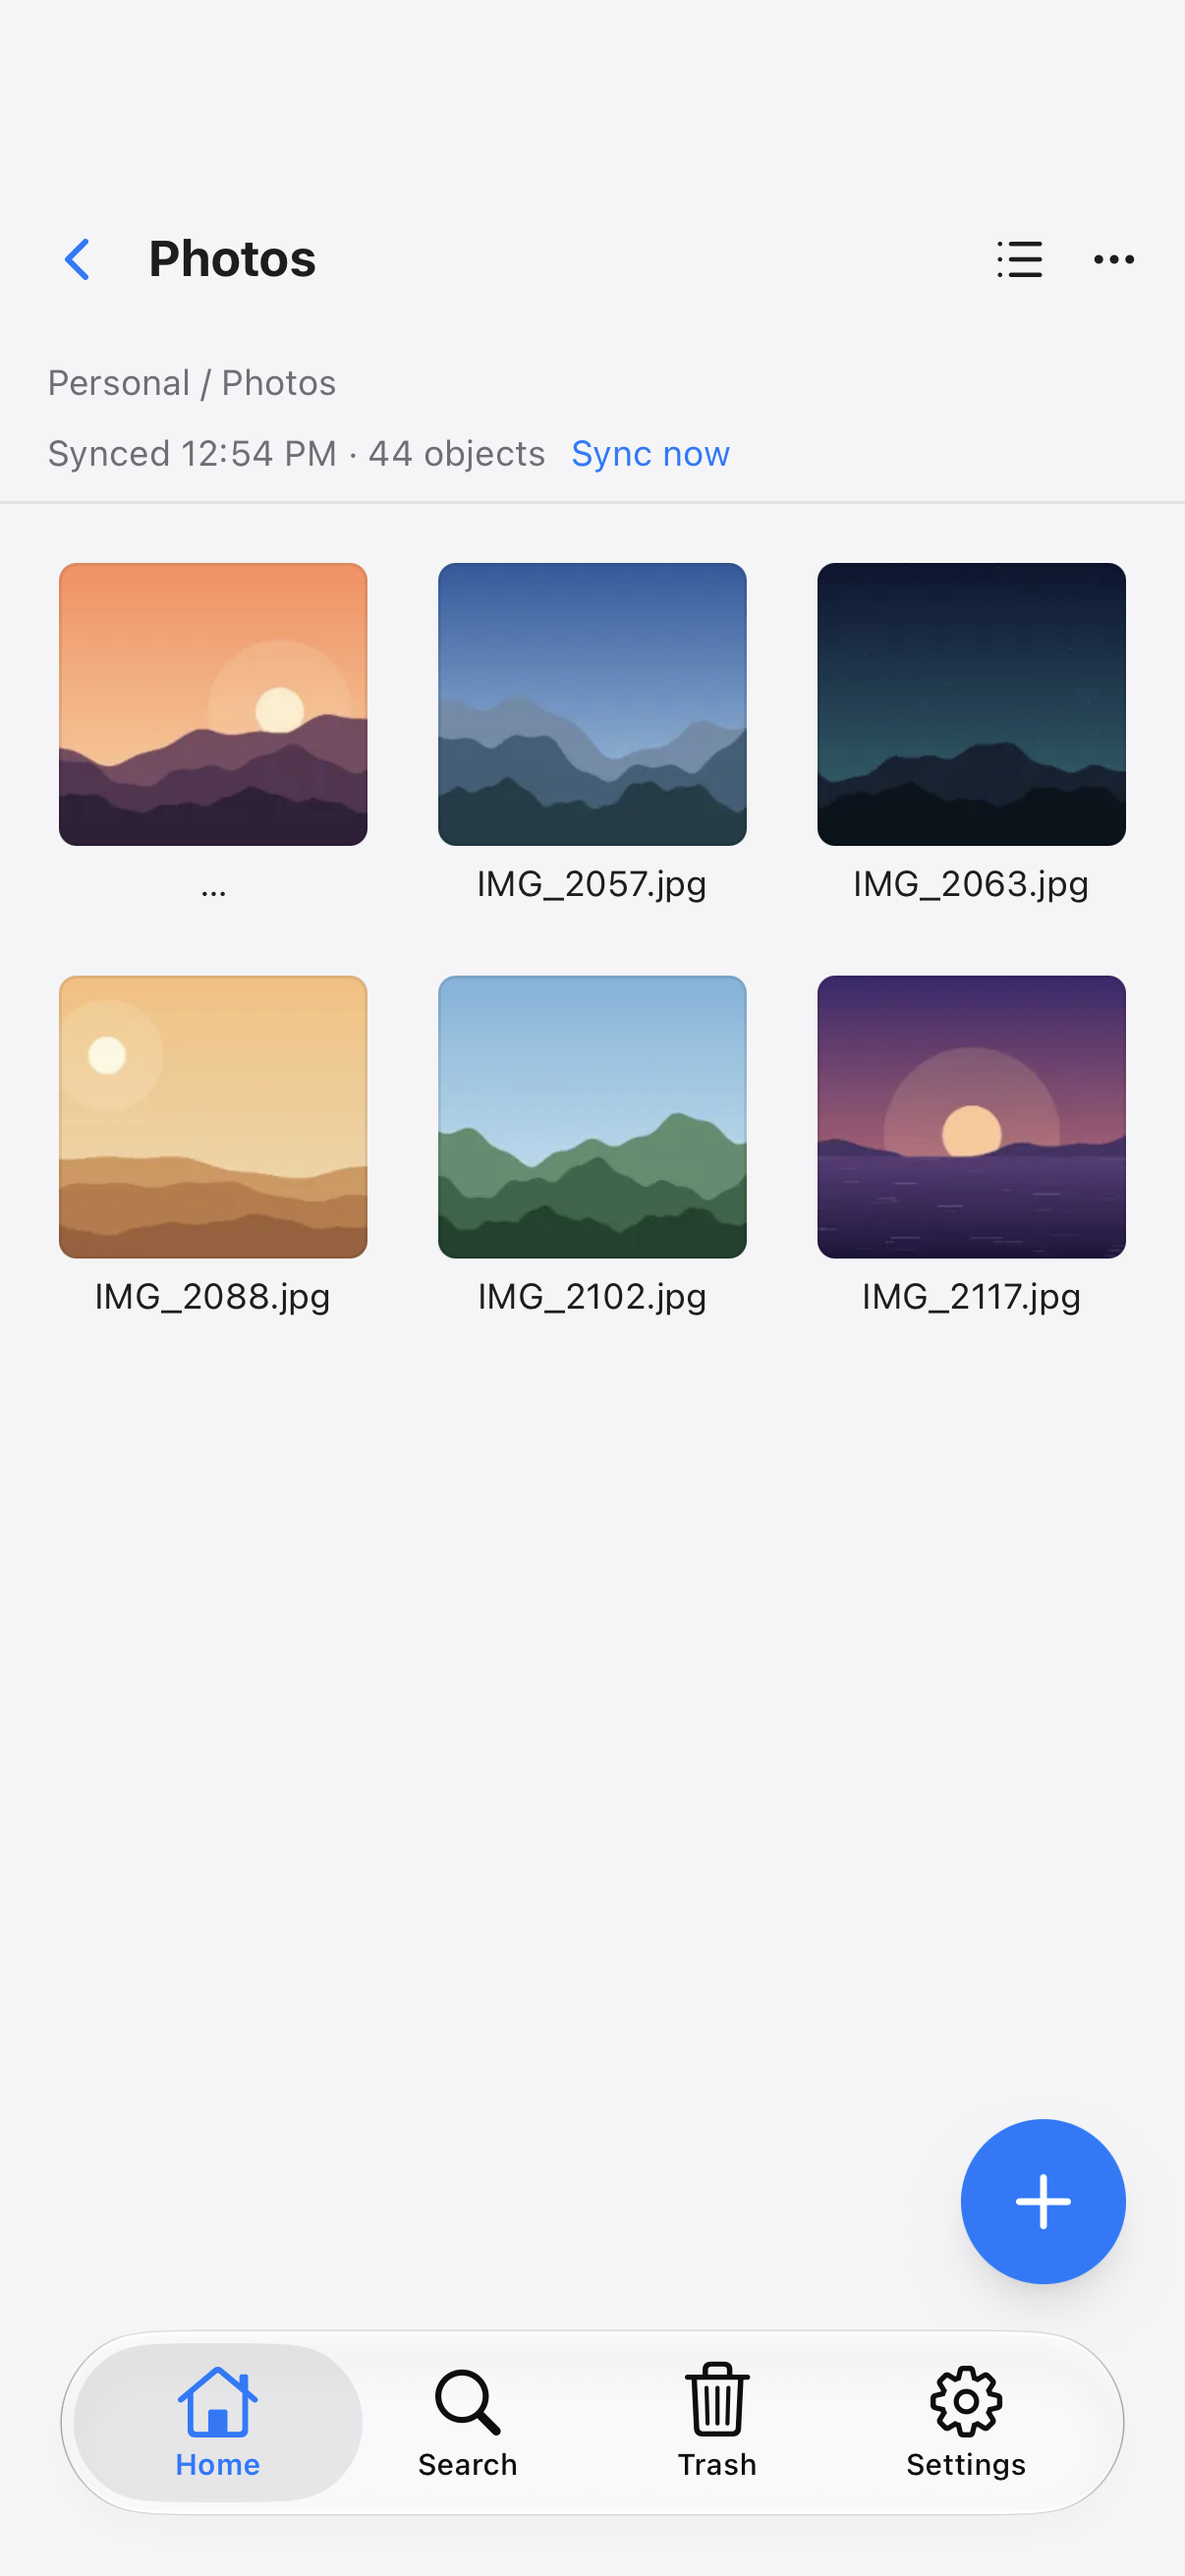 Photos
Personal / Photos
Synced 12:54 PM · 44 objects Sync now
...
IMG_2057.jpg
IMG_2063.jpg
IMG_2088.jpg
IMG_2102.jpg
IMG_2117.jpg
Home
Search
Trash
Settings